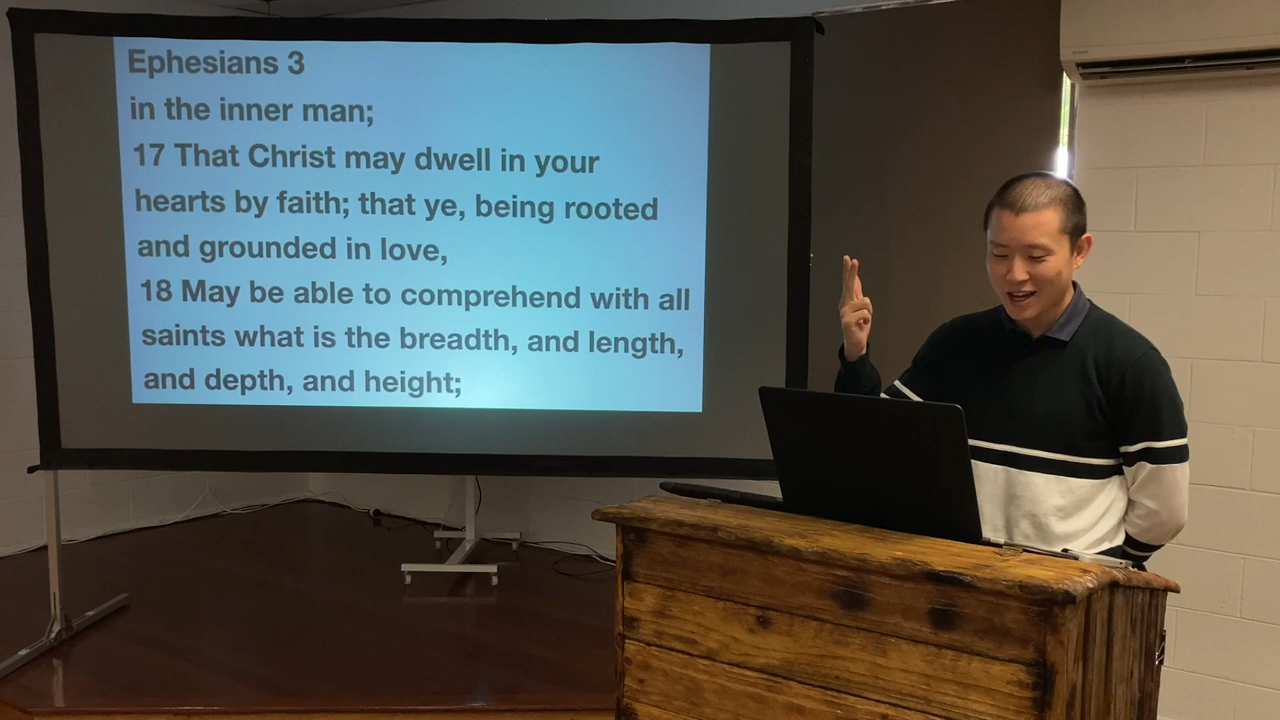 Ephesians 3
in the inner man;
17 That Christ may dwell in your
hearts by faith; that ye, being rooted
and grounded in love,
18 May be able to comprehend with all
saints what is the breadth, and length,
and depth, and height;